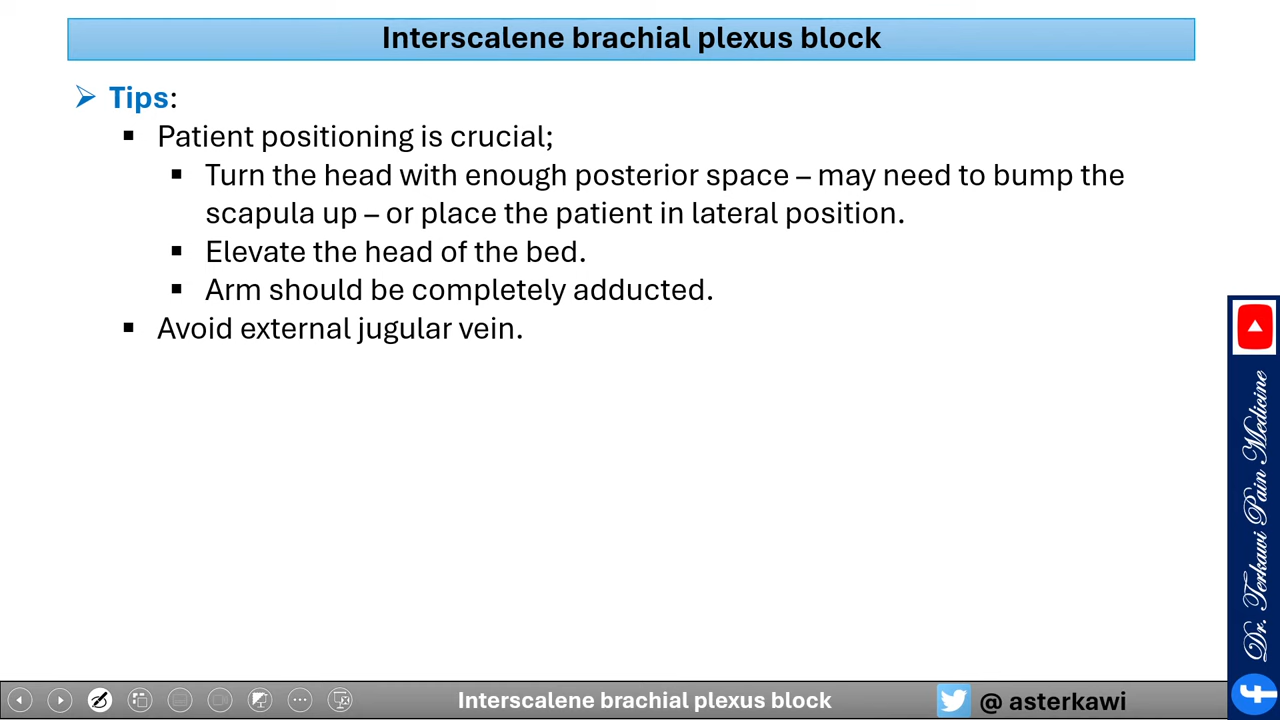 Interscalene brachial plexus block
Tips:
Patient positioning is crucial;
Turn the head with enough posterior space – may need to bump the
scapula up – or place the patient in lateral position.
Elevate the head of the bed.
Arm should be completely adducted.
Avoid external jugular vein.
Dr. Terkawi Pain Medicine
Interscalene brachial plexus block
@ asterkawi